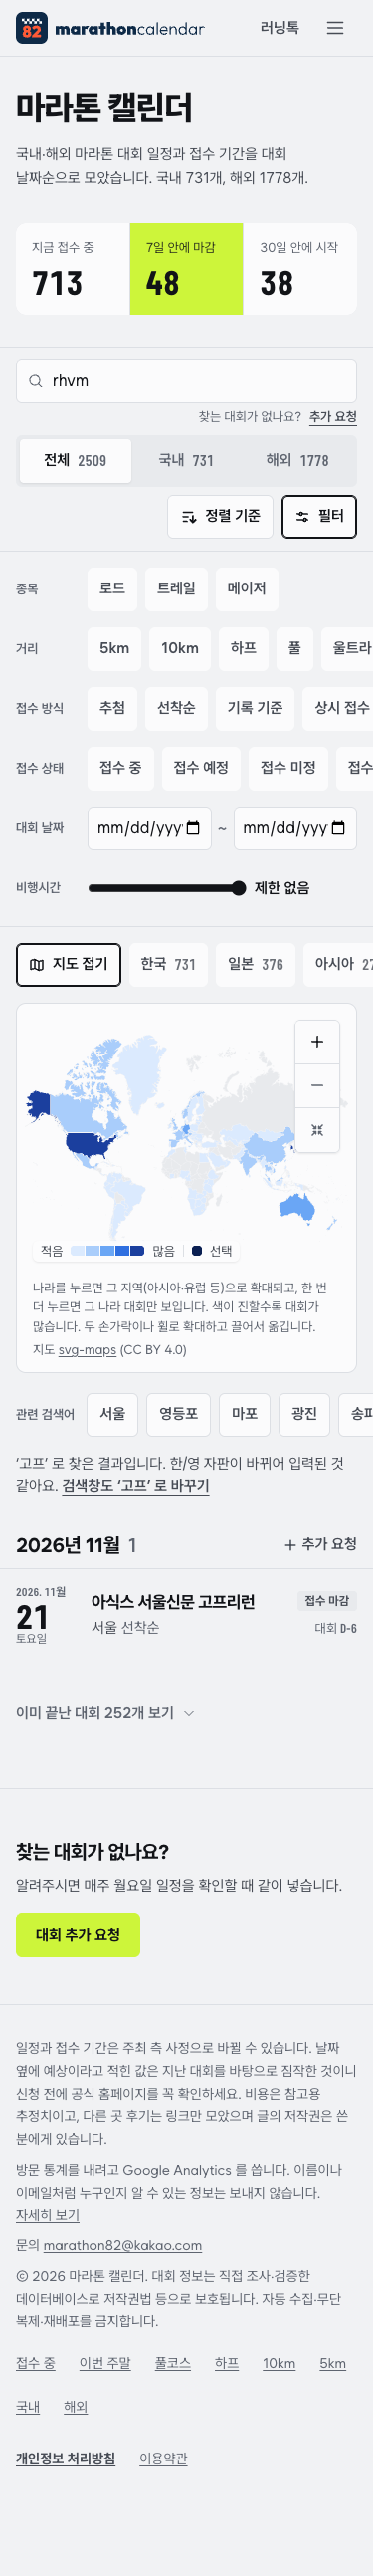 82 marathoncalendar 러닝톡
마라톤 캘린더
국내·해외 마라톤 대회 일정과 접수 기간을 대회
날짜순으로 모았습니다. 국내 731개, 해외 1778개.
지금 접수 중 7일 안에 마감 30일 안에 시작
713 48 38
rhvm
찾는 대회가 없나요? 추가 요청
전체 2509 국내 731 해외 1778
정렬 기준 필터
종목 로드 트레일 메이저
거리 5km 10km 하프 풀 울트라
접수 방식 추첨 선착순 기록 기준 상시 접수
접수 상태 접수 중 접수 예정 접수 미정 접수
대회 날짜 mm/dd/yyyy ~ mm/dd/yyyy
비행시간 제한 없음
지도 접기 한국 731 일본 376 아시아 27
+
−
적음 많음 선택
나라를 누르면 그 지역(아시아·유럽 등)으로 확대되고, 한 번
더 누르면 그 나라 대회만 보입니다. 색이 진할수록 대회가
많습니다. 두 손가락이나 휠로 확대하고 끌어서 옮깁니다.
지도 svg-maps (CC BY 4.0)
관련 검색어 서울 영등포 마포 광진 송파
‘고프’ 로 찾은 결과입니다. 한/영 자판이 바뀌어 입력된 것
같아요. 검색창도 ‘고프’ 로 바꾸기
2026년 11월 1 + 추가 요청
2026. 11월
21 아식스 서울신문 고프리런 접수 마감
토요일 서울 선착순 대회 D-6
이미 끝난 대회 252개 보기
찾는 대회가 없나요?
알려주시면 매주 월요일 일정을 확인할 때 같이 넣습니다.
대회 추가 요청
일정과 접수 기간은 주최 측 사정으로 바뀔 수 있습니다. 날짜
옆에 예상이라고 적힌 값은 지난 대회를 바탕으로 짐작한 것이니
신청 전에 공식 홈페이지를 꼭 확인하세요. 비용은 참고용
추정치이고, 다른 곳 후기는 링크만 모았으며 글의 저작권은 쓴
분에게 있습니다.
방문 통계를 내려고 Google Analytics 를 씁니다. 이름이나
이메일처럼 누구인지 알 수 있는 정보는 보내지 않습니다.
자세히 보기
문의 marathon82@kakao.com
© 2026 마라톤 캘린더. 대회 정보는 직접 조사·검증한
데이터베이스로 저작권법 등으로 보호됩니다. 자동 수집·무단
복제·재배포를 금지합니다.
접수 중 이번 주말 풀코스 하프 10km 5km
국내 해외
개인정보 처리방침 이용약관